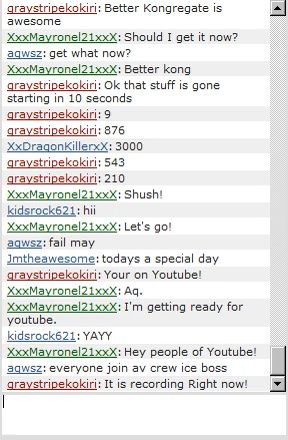 graystripekokiri: Better Kongregate is
awesome
XxxMayronel21xxX: Should I get it now?
aqwsz: get what now?
XxxMayronel21xxX: Better kong
graystripekokiri: Ok that stuff is gone
starting in 10 seconds
graystripekokiri: 9
graystripekokiri: 876
XxDragonKillerxX: 3000
graystripekokiri: 543
graystripekokiri: 210
XxxMayronel21xxX: Shush!
kidsrock621: hii
XxxMayronel21xxX: Let's go!
aqwsz: fail may
Jmtheawesome: todays a special day
graystripekokiri: Your on Youtube!
XxxMayronel21xxX: Aq.
XxxMayronel21xxX: I'm getting ready for
youtube.
kidsrock621: YAYY
XxxMayronel21xxX: Hey people of Youtube!
aqwsz: everyone join av crew ice boss
graystripekokiri: It is recording Right now!